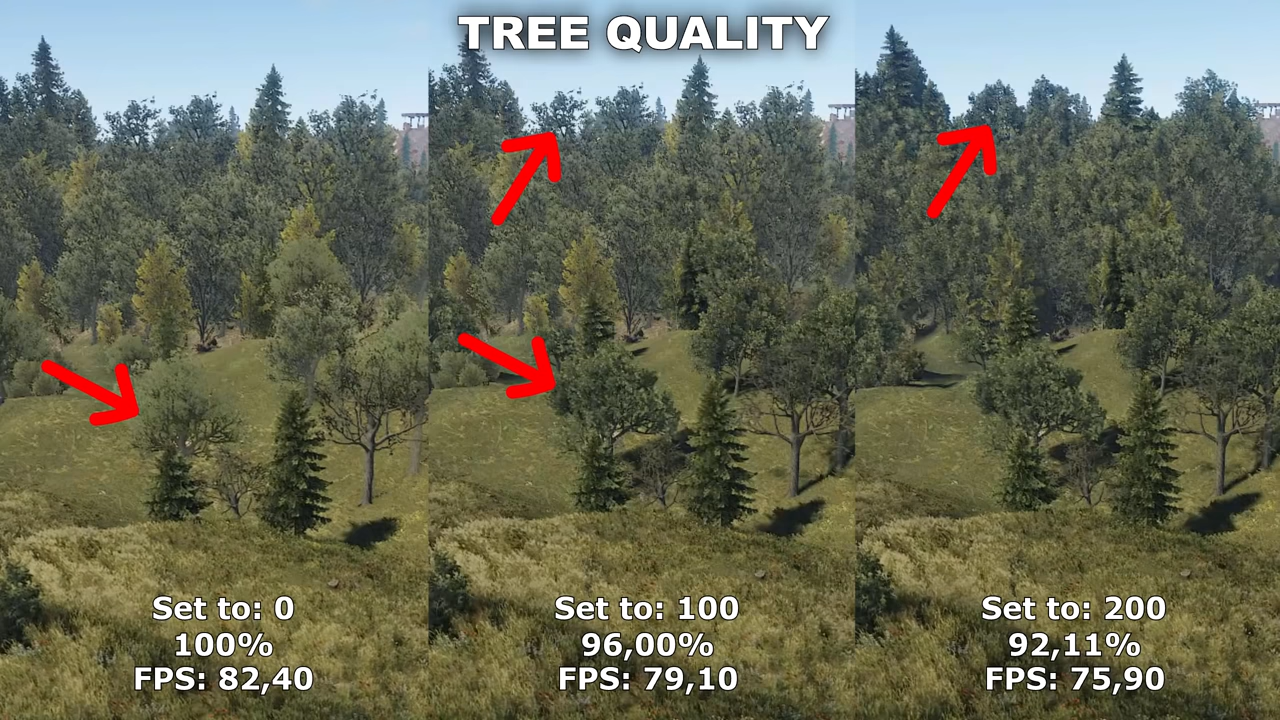 TREE QUALITY
Set to: 0
100%
FPS: 82,40
Set to: 100
96,00%
FPS: 79,10
Set to: 200
92,11%
FPS: 75,90